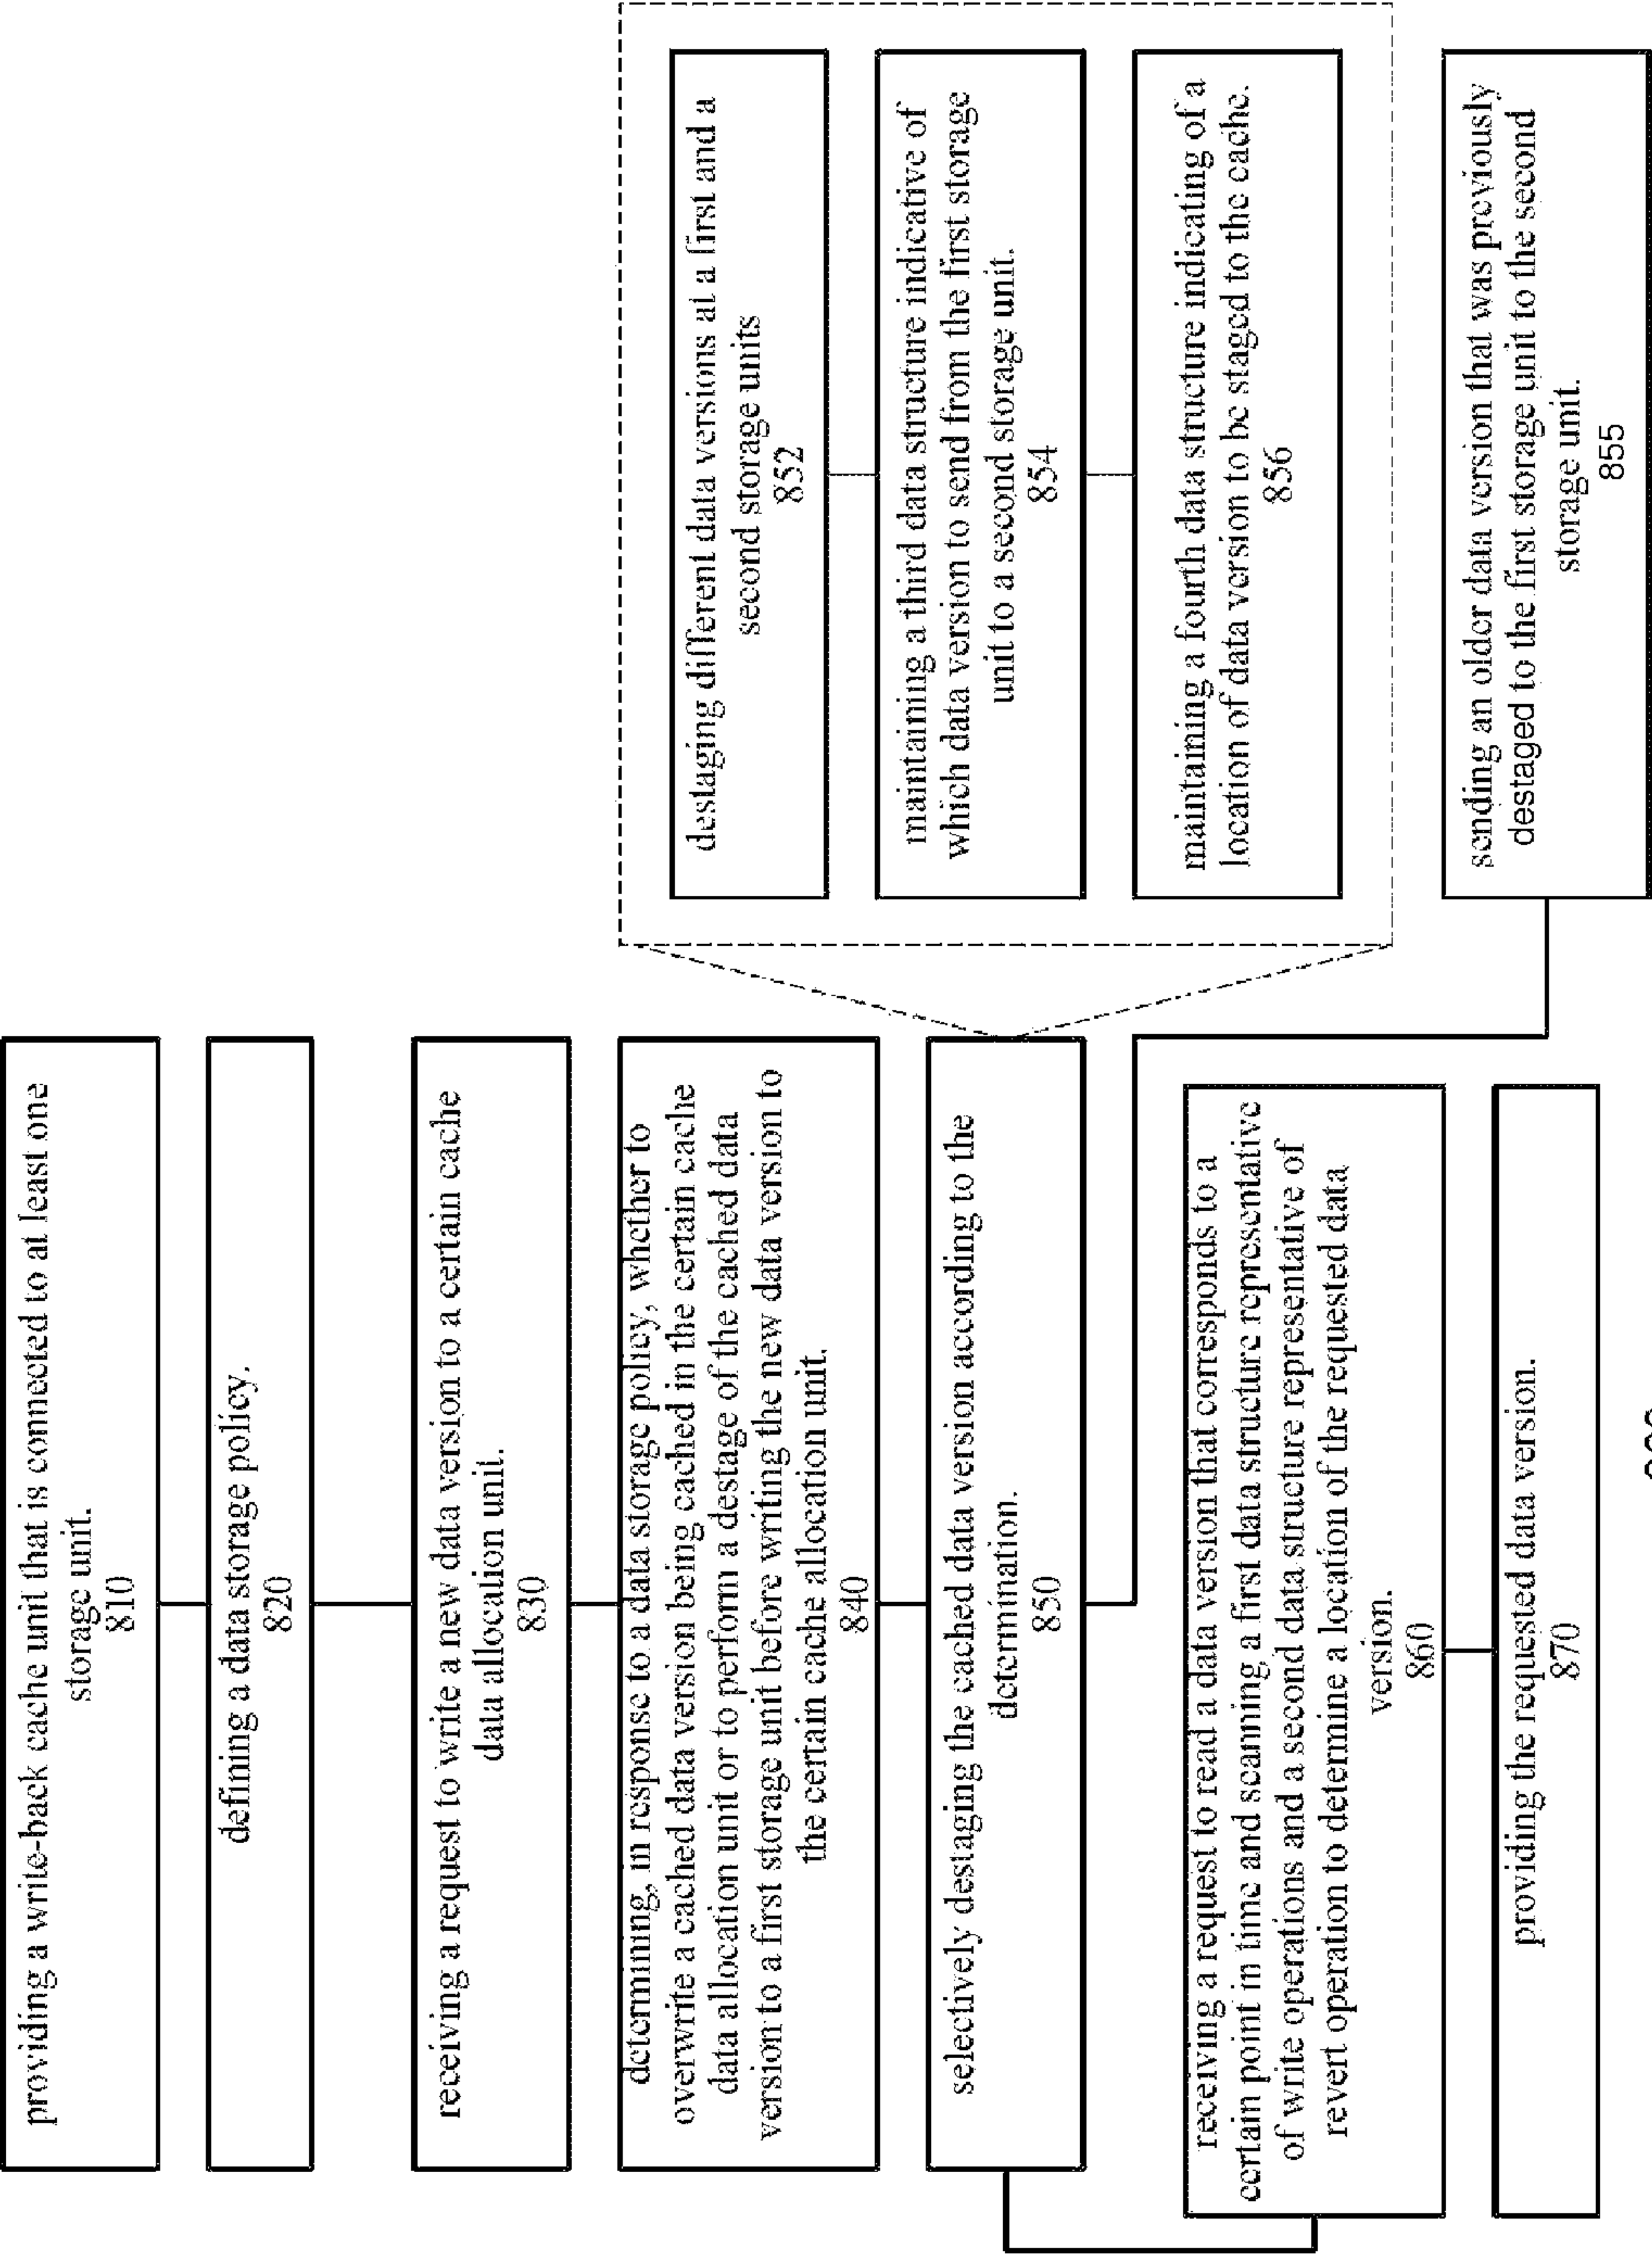 providing a write-back cache unit that is connected to at least one
storage unit.
810
defining a data storage policy.
820
receiving a request to write a new data version to a certain cache
data allocation unit.
830
determining, in response to a data storage policy, whether to
overwrite a cached data version being cached in the certain cache
data allocation unit or to perform a destage of the cached data
version to a first storage unit before writing the new data version to
the certain cache allocation unit.
840
selectively destaging the cached data version according to the
determination.
850
receiving a request to read a data version that corresponds to a
certain point in time and scanning a first data structure representative
of write operations and a second data structure representative of
revert operation to determine a location of the requested data
version.
860
providing the requested data version.
870
destaging different data versions at a first and a
second storage units
852
maintaining a third data structure indicative of
which data version to send from the first storage
unit to a second storage unit.
854
maintaining a fourth data structure indicating of a
location of data version to be staged to the cache.
856
sending an older data version that was previously
destaged to the first storage unit to the second
storage unit.
855